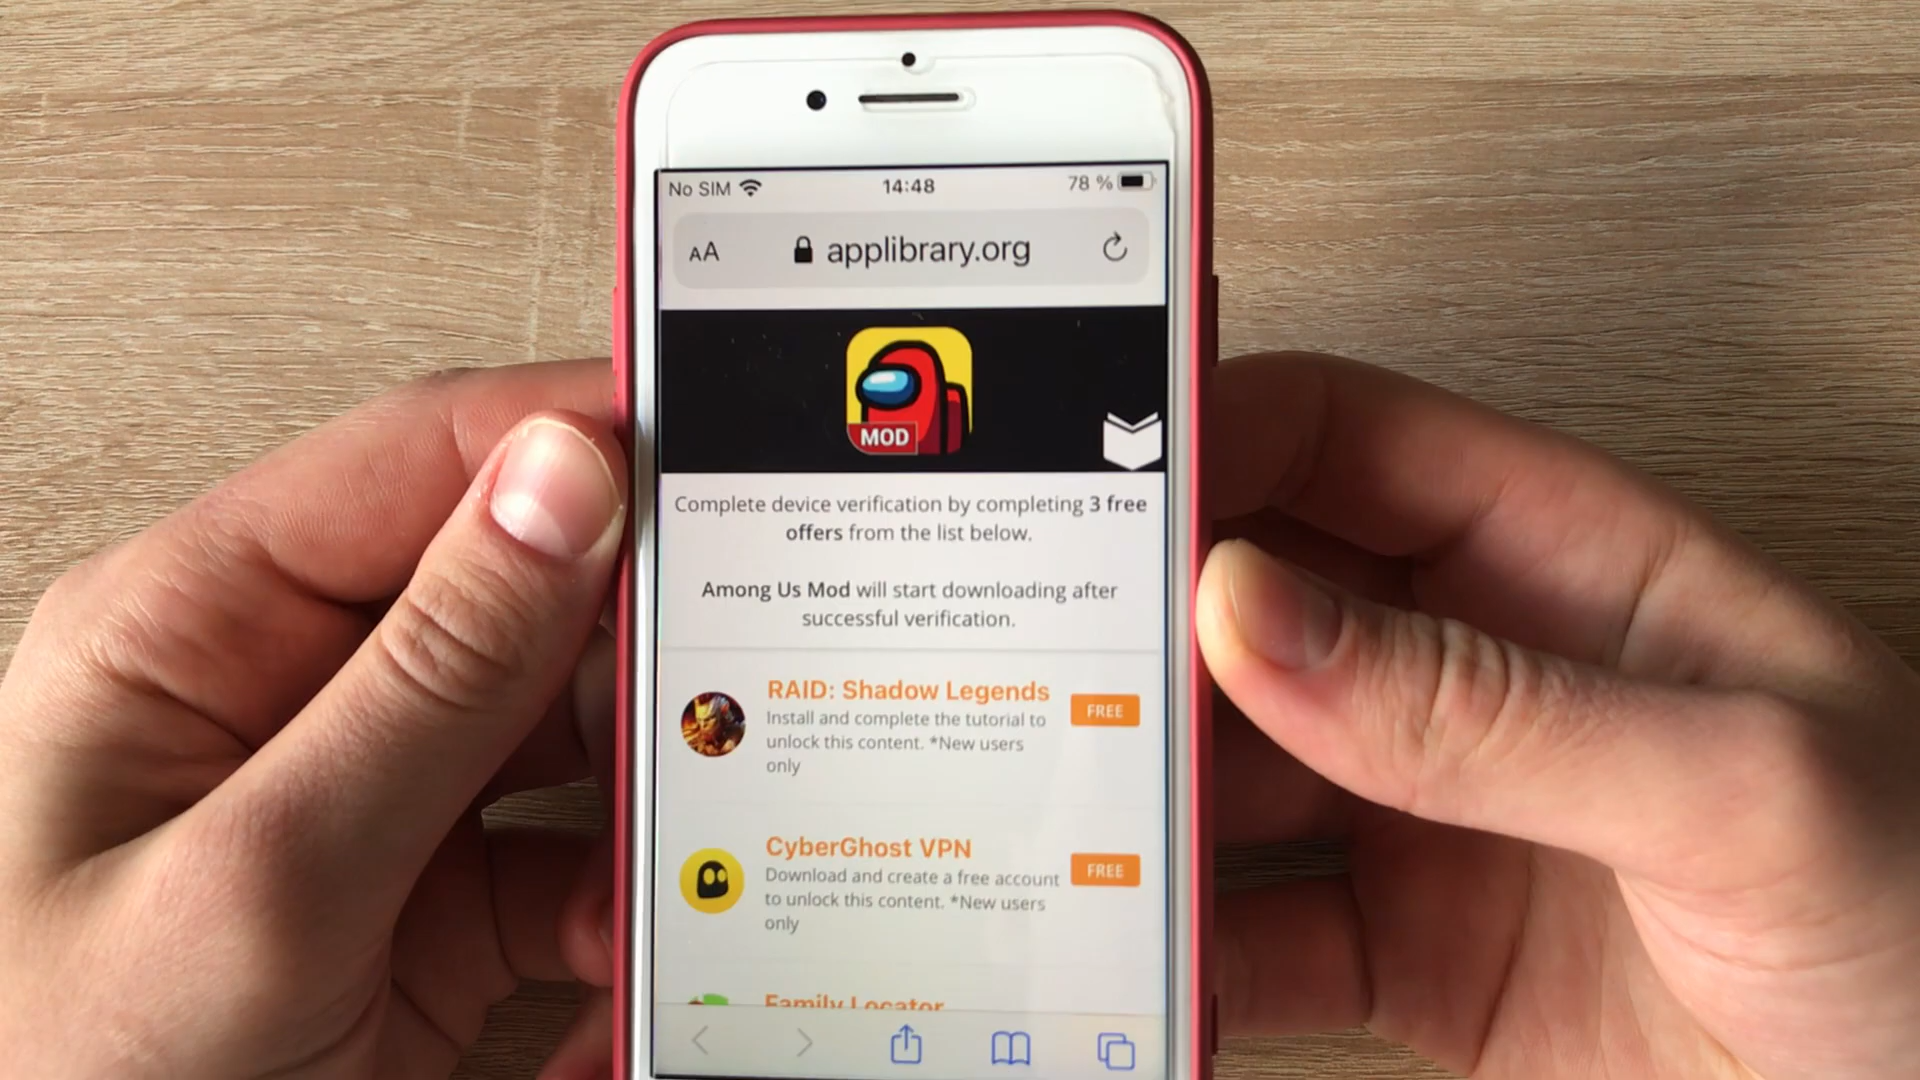 No SIM 14:48 78 %
AA applibrary.org
MOD
Complete device verification by completing 3 free
offers from the list below.
Among Us Mod will start downloading after
successful verification.
RAID: Shadow Legends
Install and complete the tutorial to
unlock this content. *New users
only
FREE
CyberGhost VPN
Download and create a free account
to unlock this content. *New users
only
FREE
Family Locator